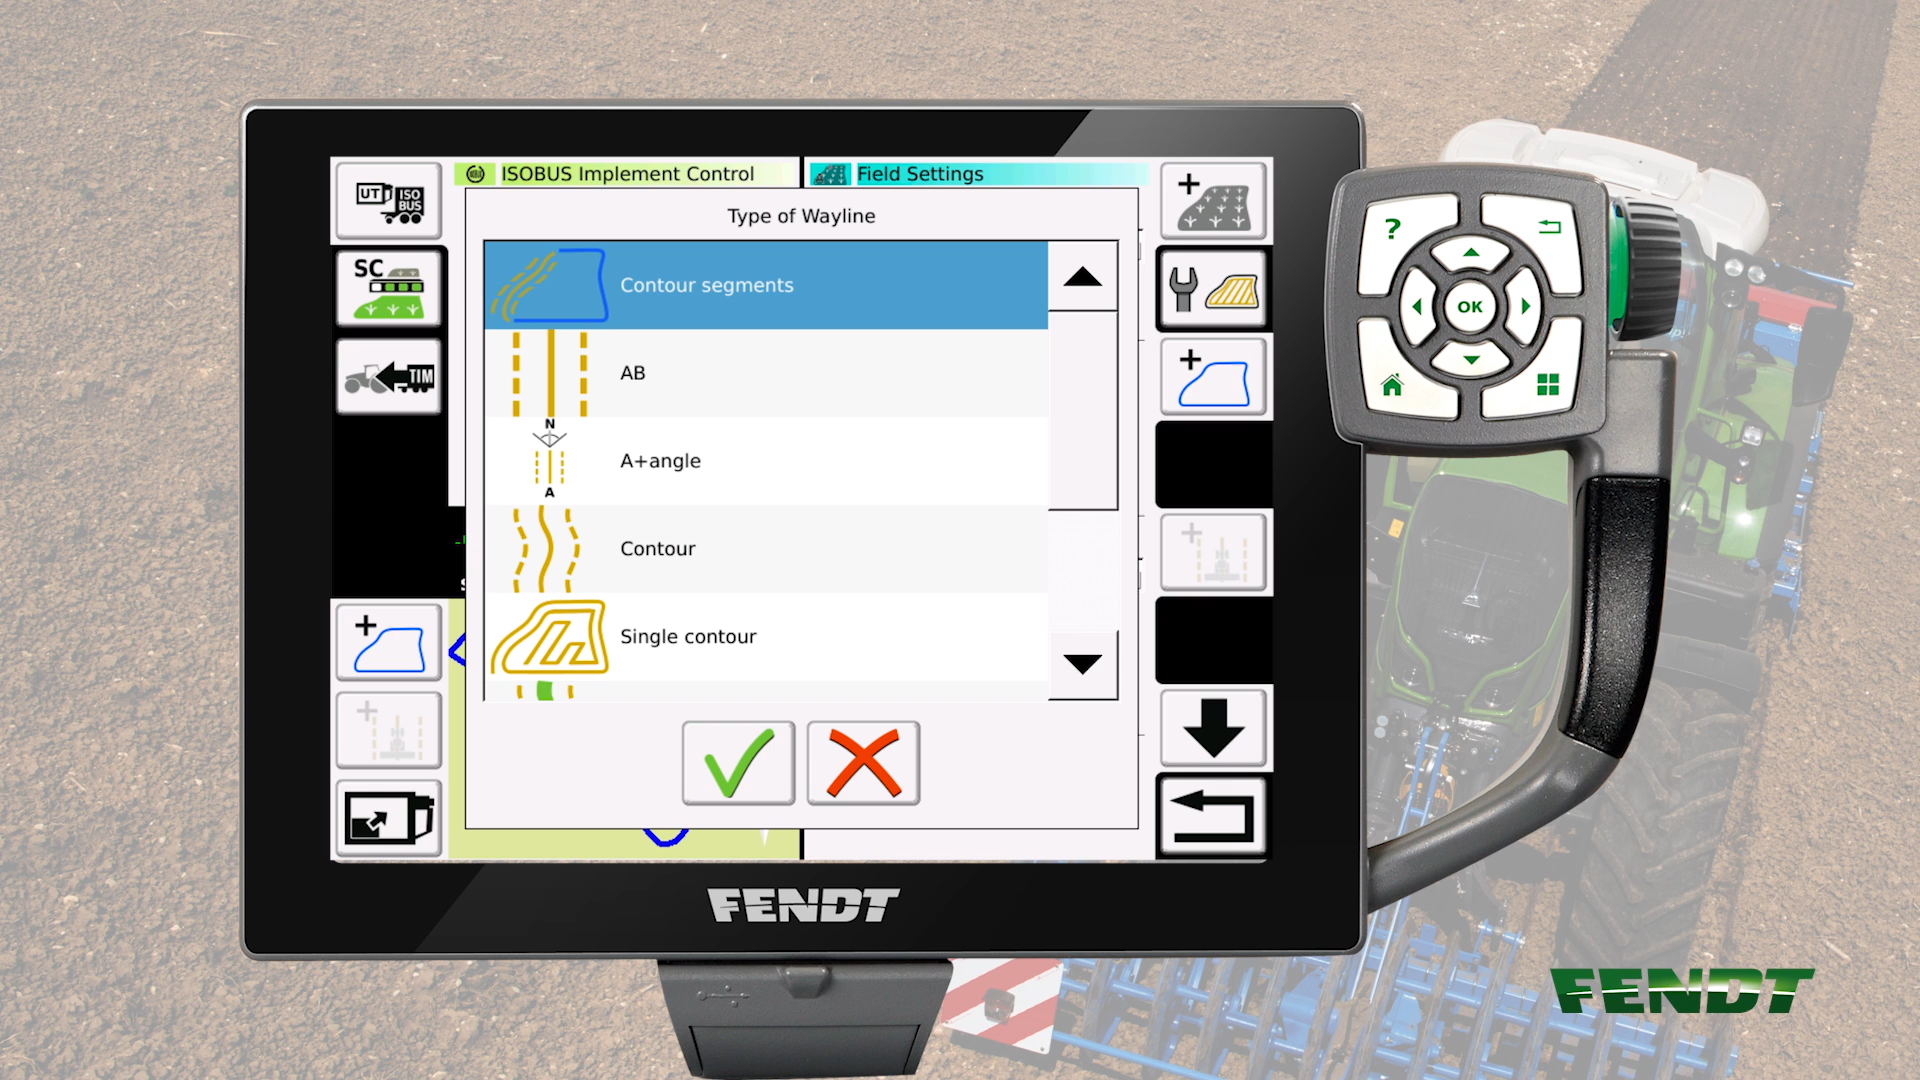 UT
ISO
BUS
ISOBUS Implement Control
Field Settings
Type of Wayline
SC
Contour segments
AB
TIM
N
A+angle
A
Contour
Single contour
?
OK
FENDT
FENDT